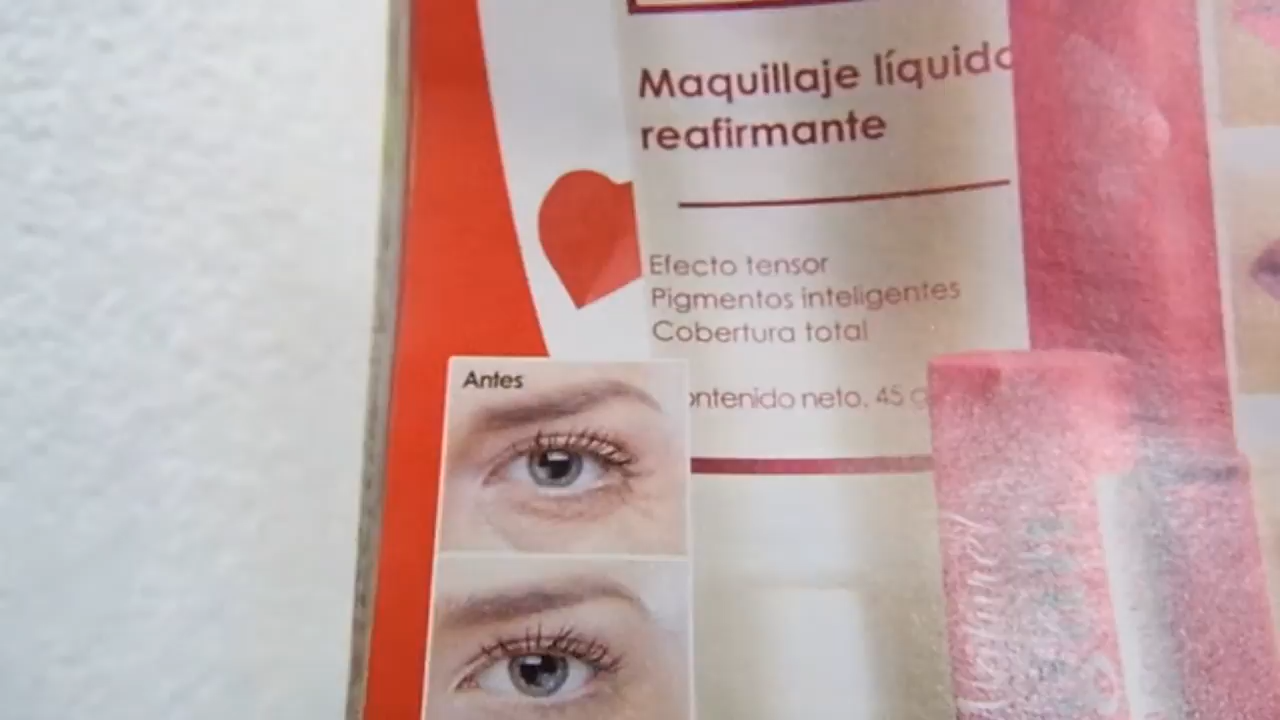 Maquillaje líquido
reafirmante
Efecto tensor
Pigmentos inteligentes
Cobertura total
Antes
ontenido neto. 45 g